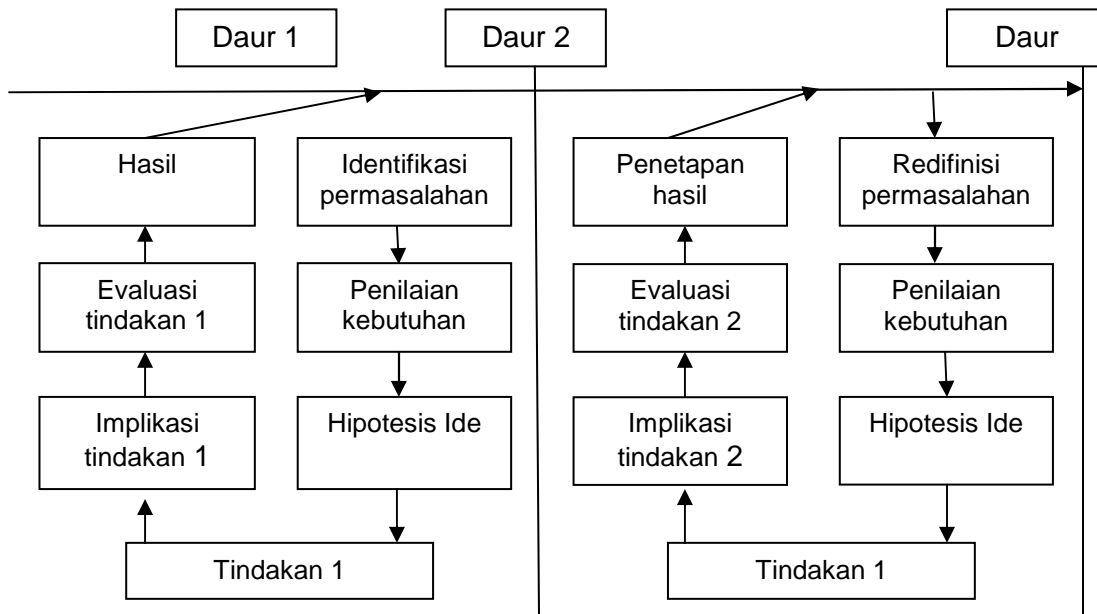 Daur 1
Daur 2
Daur
Hasil
Identifikasi
permasalahan
Penetapan
hasil
Redifinisi
permasalahan
Evaluasi
tindakan 1
Penilaian
kebutuhan
Evaluasi
tindakan 2
Penilaian
kebutuhan
Implikasi
tindakan 1
Hipotesis Ide
Implikasi
tindakan 2
Hipotesis Ide
Tindakan 1
Tindakan 1